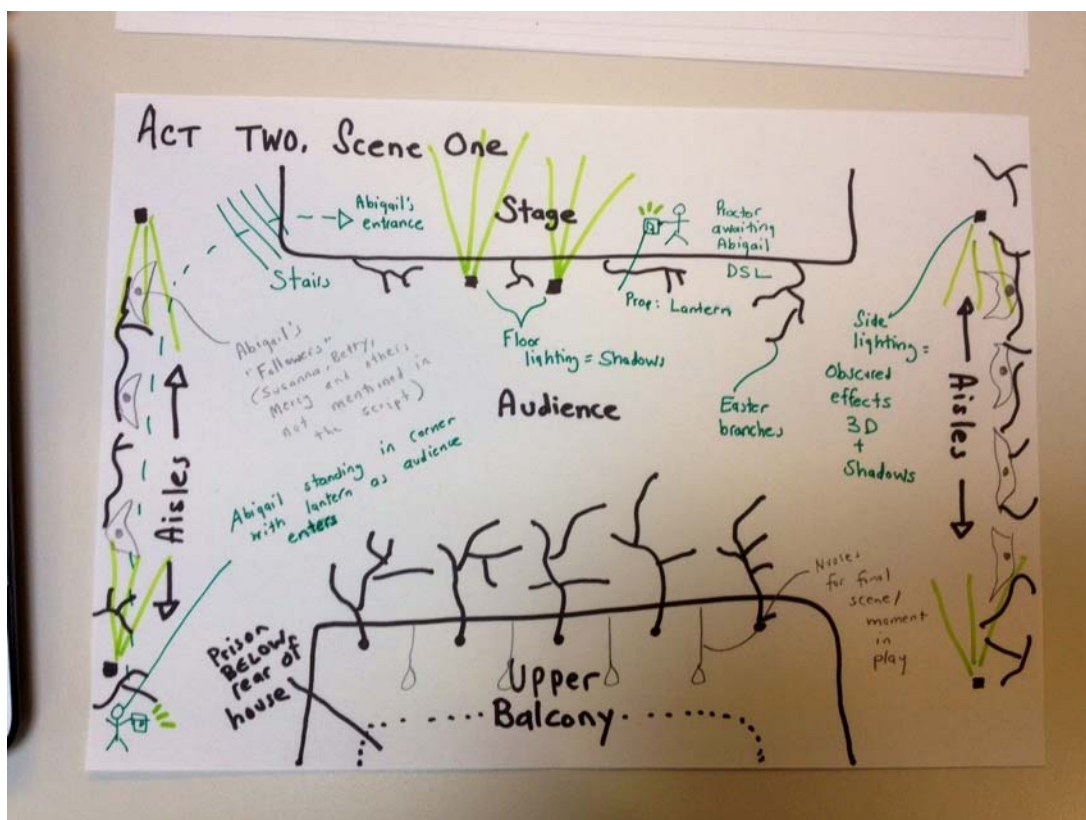 ACT TWO, Scene One
Abigail's
entrance
Stage
Proctor
awaiting
Abigail
DSL
Stairs
Prop: Lantern
Floor
lighting = Shadows
Side
lighting =
Obscured
effects
3D
+
Shadows
Abigail's
"Followers"
(Susanna, Betty,
Mercy and others
not mentioned in
the script)
Audience
Easter
branches
Aisles
Aisles
Abigail standing in corner
with lantern as audience
enters
Nooses
for final
scene/
moment
in
play
Prison
BELOW
rear of
house
Upper
Balcony